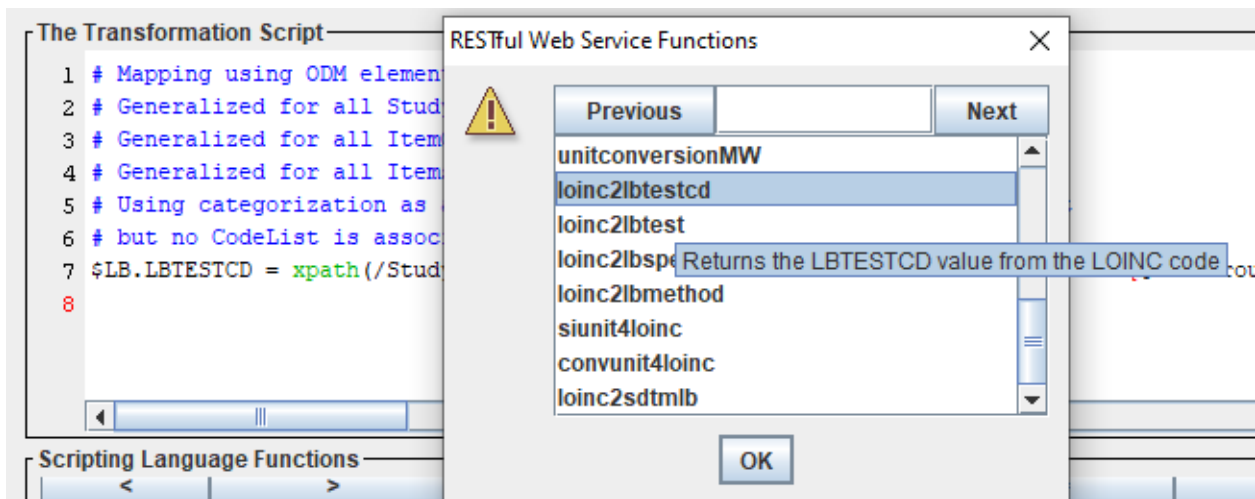 The Transformation Script
1 # Mapping using ODM elemen
2 # Generalized for all Stud
3 # Generalized for all Item
4 # Generalized for all Item
5 # Using categorization as
6 # but no CodeList is assoc
7 $LB.LBTESTCD = xpath(/Stud
8
RESTful Web Service Functions
Previous
Next
unitconversionMW
loinc2lbtestcd
loinc2lbtest
loinc2lbspe
Returns the LBTESTCD value from the LOINC code
loinc2lbmethod
siunit4loinc
convunit4loinc
loinc2sdtmlb
OK
Scripting Language Functions
< >